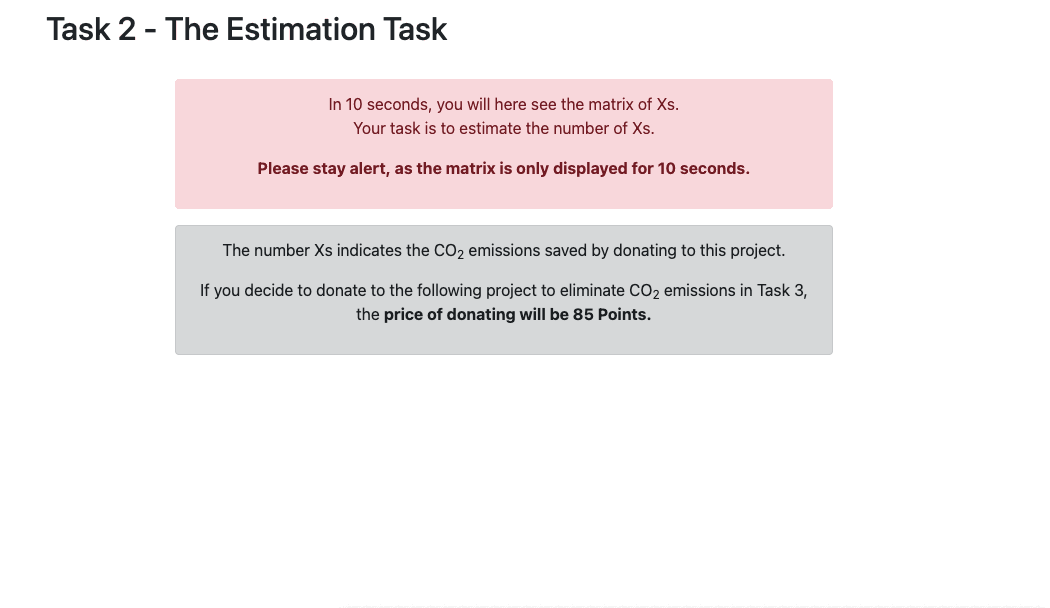 Task 2 - The Estimation Task
In 10 seconds, you will here see the matrix of Xs.
Your task is to estimate the number of Xs.
Please stay alert, as the matrix is only displayed for 10 seconds.
The number Xs indicates the CO₂ emissions saved by donating to this project.
If you decide to donate to the following project to eliminate CO₂ emissions in Task 3,
the price of donating will be 85 Points.